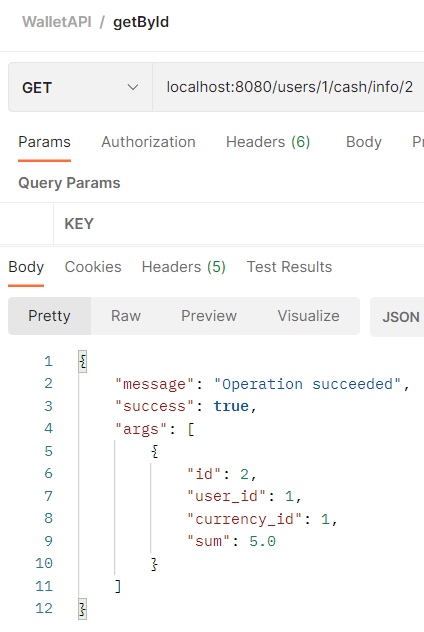 WalletAPI / getById
GET localhost:8080/users/1/cash/info/2
Params Authorization Headers (6) Body
Query Params
KEY
Body Cookies Headers (5) Test Results
Pretty Raw Preview Visualize JSON
1 {
2 "message": "Operation succeeded",
3 "success": true,
4 "args": [
5 {
6 "id": 2,
7 "user_id": 1,
8 "currency_id": 1,
9 "sum": 5.0
10 }
11 ]
12 }